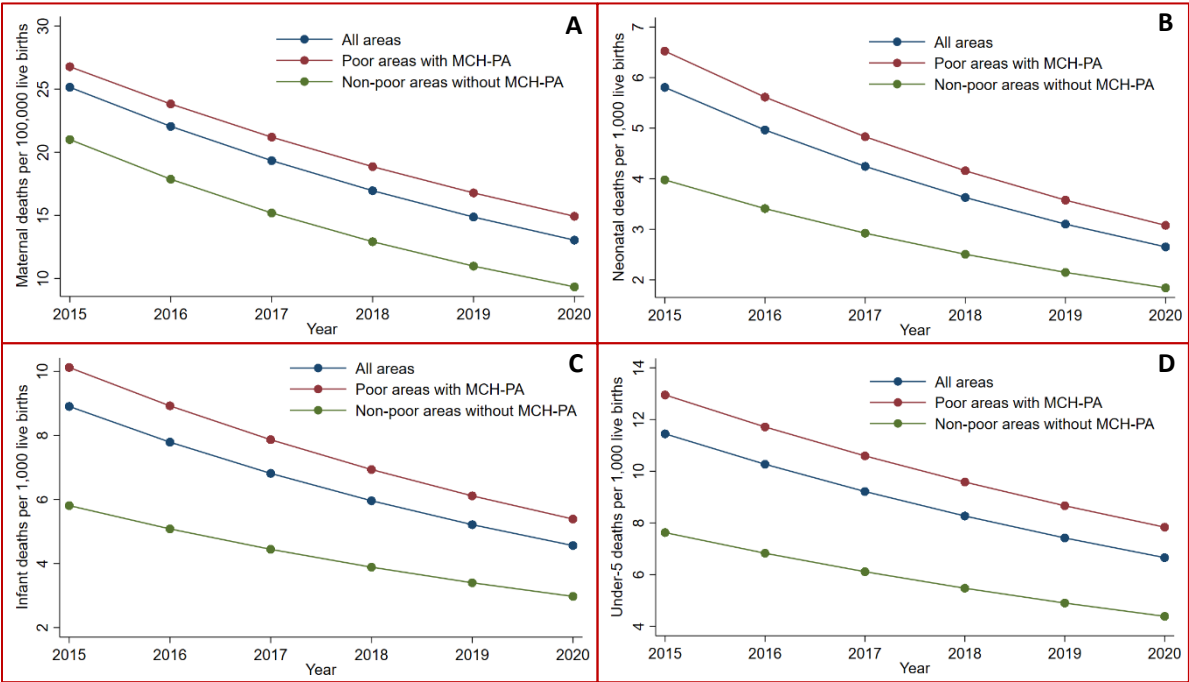 A
Maternal deaths per 100,000 live births
30
25
20
15
10
All areas
Poor areas with MCH-PA
Non-poor areas without MCH-PA
2015 2016 2017 2018 2019 2020
Year
B
Neonatal deaths per 1,000 live births
7
6
5
4
3
2
All areas
Poor areas with MCH-PA
Non-poor areas without MCH-PA
2015 2016 2017 2018 2019 2020
Year
C
Infant deaths per 1,000 live births
10
8
6
4
2
All areas
Poor areas with MCH-PA
Non-poor areas without MCH-PA
2015 2016 2017 2018 2019 2020
Year
D
Under-5 deaths per 1,000 live births
14
12
10
8
6
4
All areas
Poor areas with MCH-PA
Non-poor areas without MCH-PA
2015 2016 2017 2018 2019 2020
Year